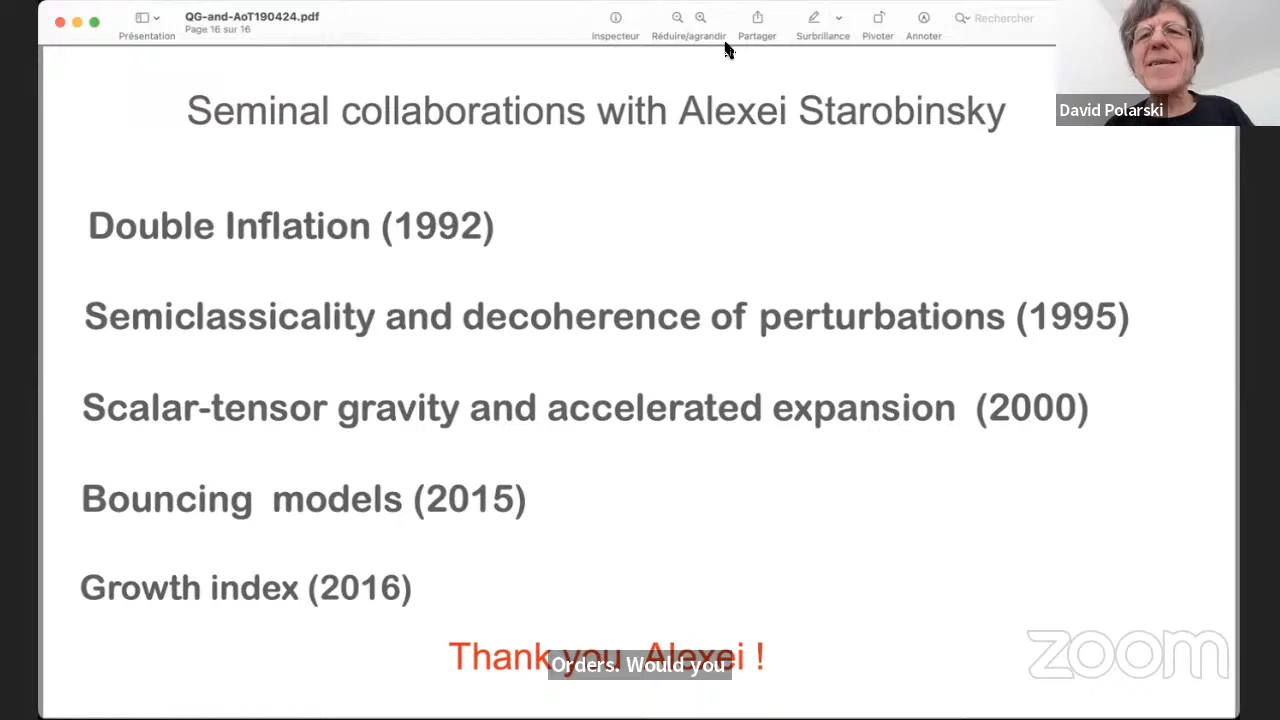 QG-and-AoT190424.pdf
Page 16 sur 16
Présentation
Inspecteur
Réduire/agrandir
Partager
Surbrillance
Pivoter
Annoter
Rechercher
David Polarski
Seminal collaborations with Alexei Starobinsky
Double Inflation (1992)
Semiclassicality and decoherence of perturbations (1995)
Scalar-tensor gravity and accelerated expansion (2000)
Bouncing models (2015)
Growth index (2016)
Thank you Alexei !
Orders. Would you
zoom